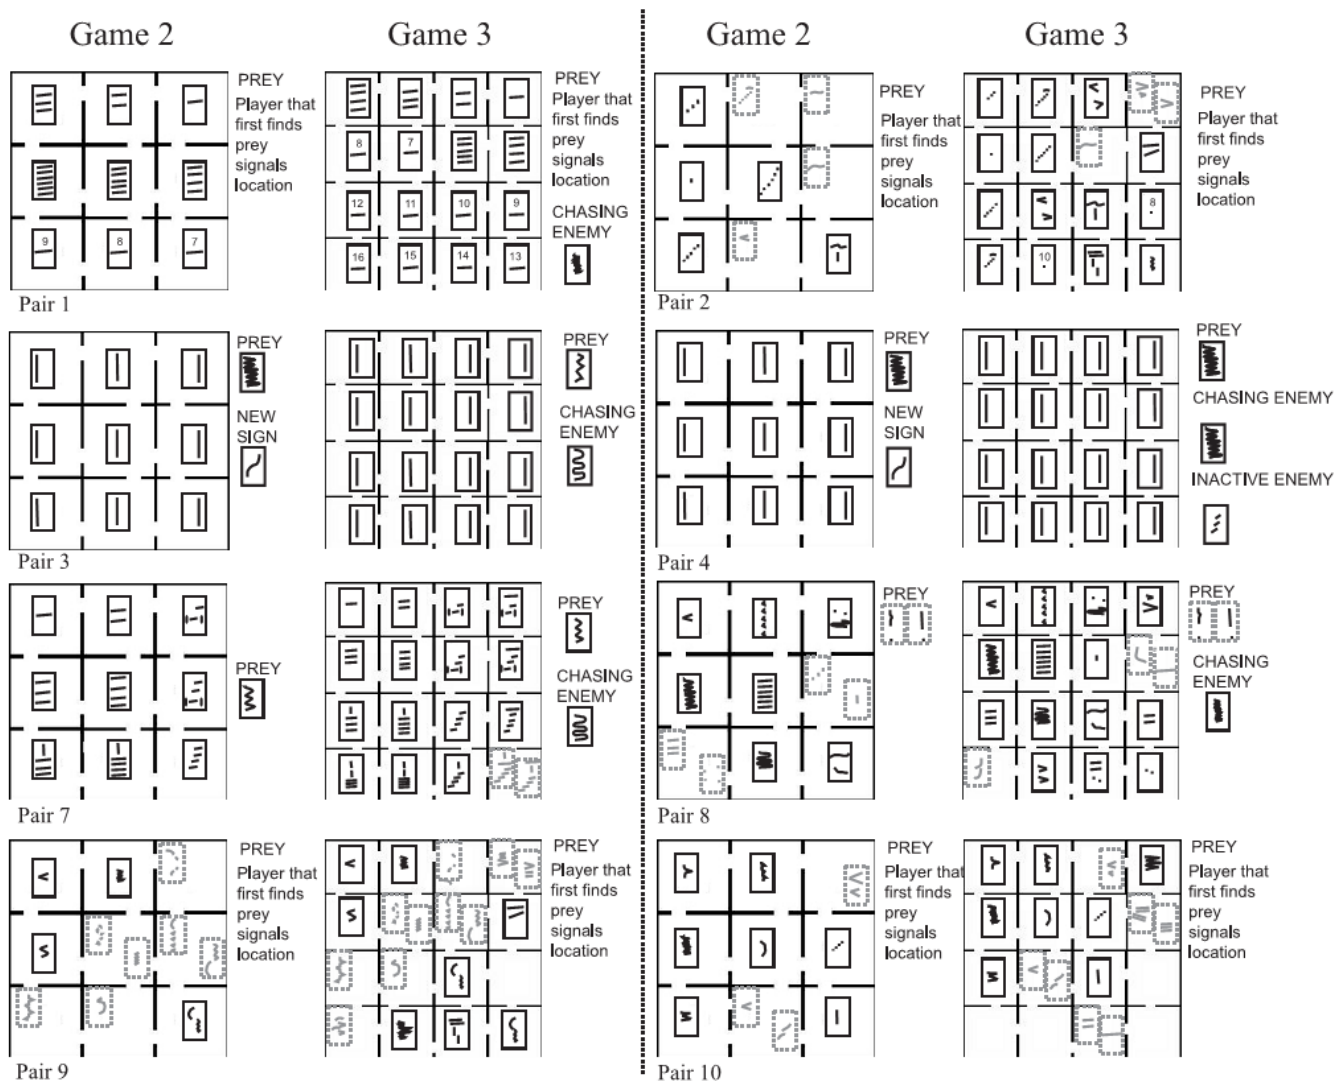 Game 2
Game 3
Game 2
Game 3
PREY
Player that
first finds
prey
signals
location
9
8
7
Pair 1
8
7
12
11
10
9
16
15
14
13
PREY
Player that
first finds
prey
signals
location
CHASING
ENEMY
PREY
Player that
first finds
prey
signals
location
Pair 2
8
10
PREY
Player that
first finds
prey
signals
location
PREY
NEW
SIGN
Pair 3
PREY
CHASING
ENEMY
PREY
NEW
SIGN
Pair 4
PREY
CHASING ENEMY
INACTIVE ENEMY
PREY
Pair 7
PREY
CHASING
ENEMY
PREY
Pair 8
PREY
CHASING
ENEMY
PREY
Player that
first finds
prey
signals
location
Pair 9
PREY
Player that
first finds
prey
signals
location
PREY
Player that
first finds
prey
signals
location
Pair 10
PREY
Player that
first finds
prey
signals
location